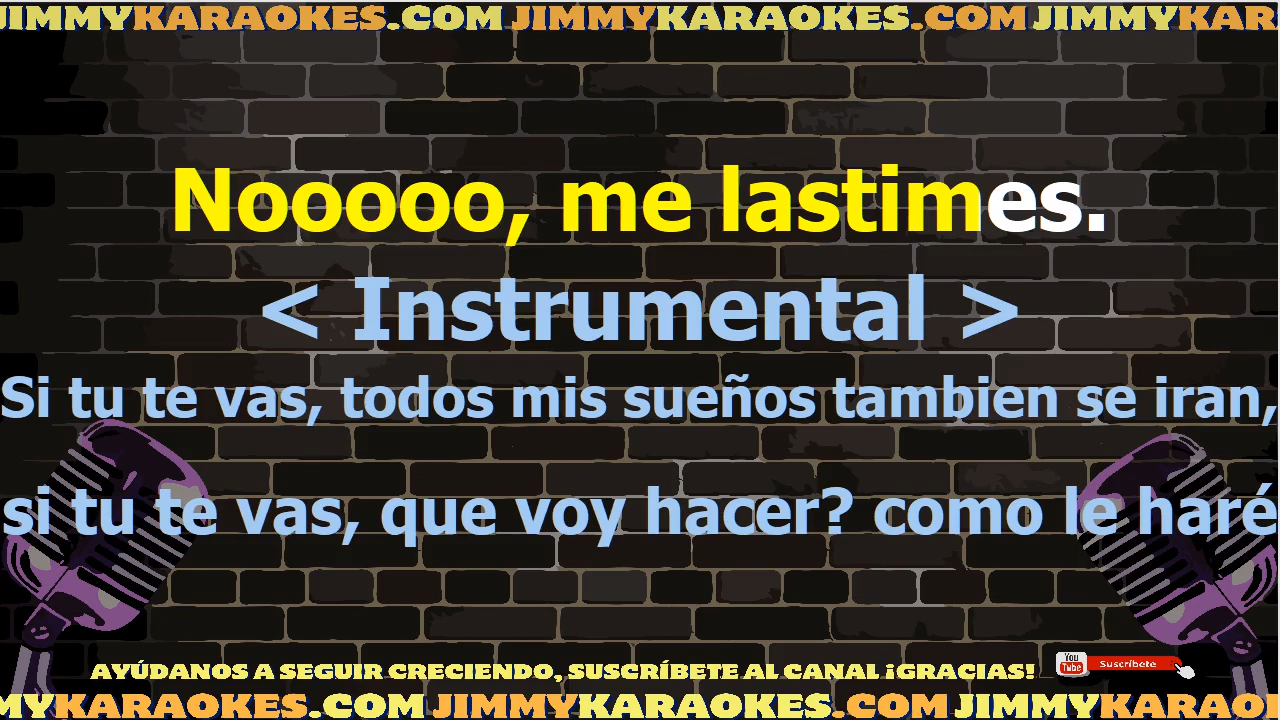 JIMMYKARAOKES.COM JIMMYKARAOKES.COM JIMMYKAR
Nooooo, me lastimes.
< Instrumental >
Si tu te vas, todos mis sueños tambien se iran,
si tu te vas, que voy hacer? como le haré
AYÚDANOS A SEGUIR CRECIENDO, SUSCRÍBETE AL CANAL ¡GRACIAS! You Tube Suscríbete
MYKARAOKES.COM JIMMYKARAOKES.COM JIMMYKARAO